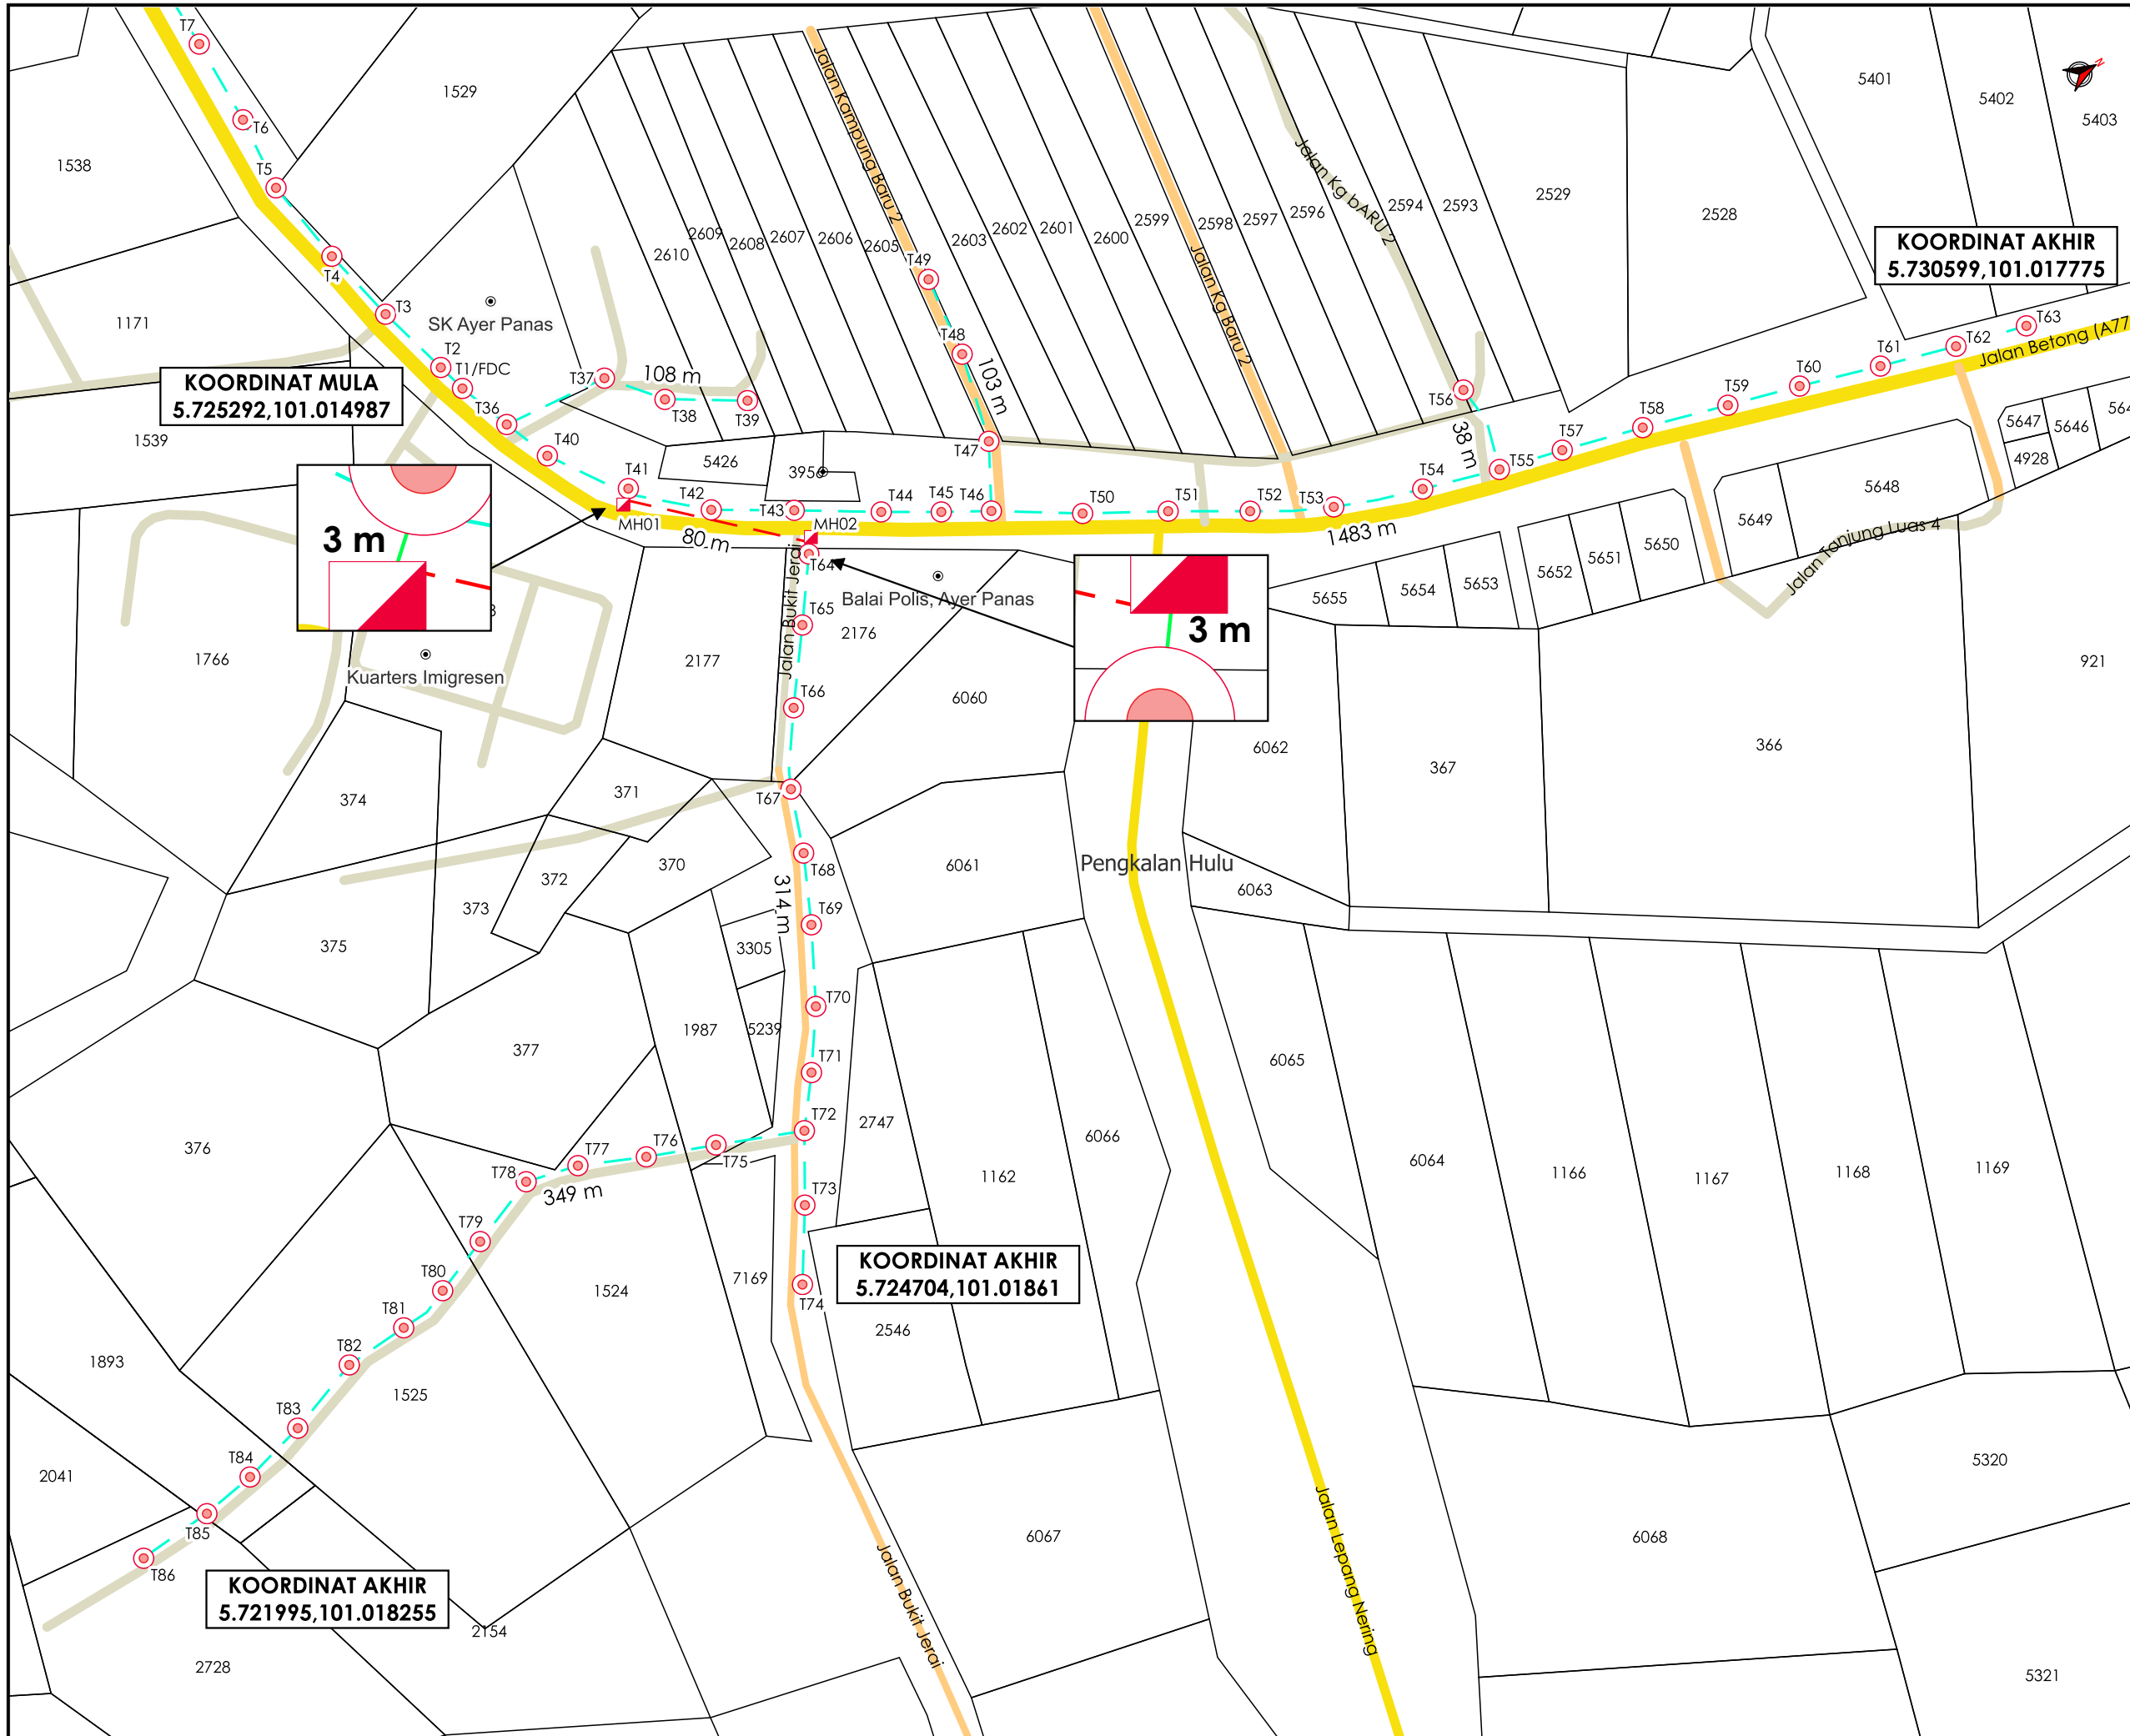 T7
1529
5401
5402
5403
T6
1538
T5
Jalan Kampung Baru 2
Jalan Kg bARU 2
2594
2593
2529
2528
2596
2597
2598
2599
2600
2601
2602
2603
2605
2606
2607
2608
2609
2610
Jalan Kg Baru 2
KOORDINAT AKHIR
5.730599,101.017775
T4
T49
T3
1171
SK Ayer Panas
T48
T63
T62
T61
T60
T59
T58
Jalan Betong (A77
T2
T1/FDC
T37
108 m
T38
T39
103 m
T56
38 m
KOORDINAT MULA
5.725292,101.014987
T36
T40
T47
T57
5647
5646
4928
1539
5426
3956
T41
T42
T43
T44
T45
T46
T50
T51
T52
T53
T54
T55
5648
5649
MH01
MH02
80 m
1483 m
3 m
T64
Jalan Bukit Jerai
Jalan Tanjung Luas 4
5650
5651
5652
5653
5654
5655
Balai Polis, Ayer Panas
T65
2176
3 m
1766
2177
Kuarters Imigresen
T66
6060
6062
367
366
921
374
371
T67
370
372
373
T68
6061
Pengkalan Hulu
6063
314 m
T69
375
3305
T70
377
1987
5239
T71
6065
376
T72
2747
6066
6064
1166
1167
1168
1169
T78
T77
T76
T75
1162
349 m
T73
T79
T80
1524
7169
T74
KOORDINAT AKHIR
5.724704,101.01861
T81
2546
T82
1893
1525
T83
T84
2041
5320
T85
6067
6068
Jalan Lepang Nering
T86
Jalan Bukit Jerai
KOORDINAT AKHIR
5.721995,101.018255
2154
2728
5321